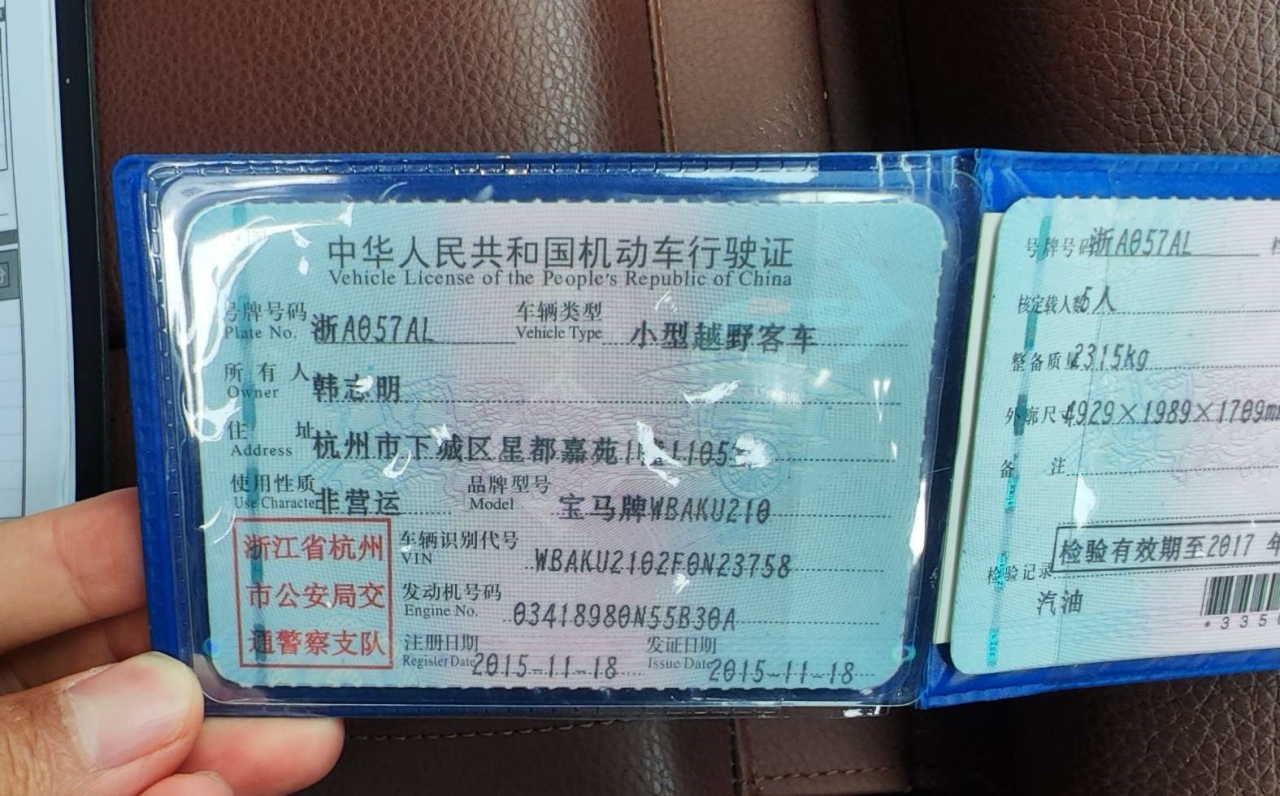 中华人民共和国机动车行驶证
Vehicle License of the People's Republic of China
号牌号码 浙A057AL 车辆类型 小型越野客车
Plate No. Vehicle Type
所有人 韩志明
Owner
住址 杭州市下城区星都嘉苑
Address
使用性质 非营运 品牌型号 宝马牌WBAKU210
Use Character Model
浙江省杭州
市公安局交
通警察支队
车辆识别代号 WBAKU2102F0N23758
VIN
发动机号码 03418980N55B30A
Engine No.
注册日期 2015-11-18 发证日期 2015-11-18
Register Date Issue Date
号牌号码 浙A057AL
核定载人数 5人
整备质量 2315kg
外廓尺寸 4929×1989×1709mm
备注
检验有效期至2017 年
检验记录
汽油
*335